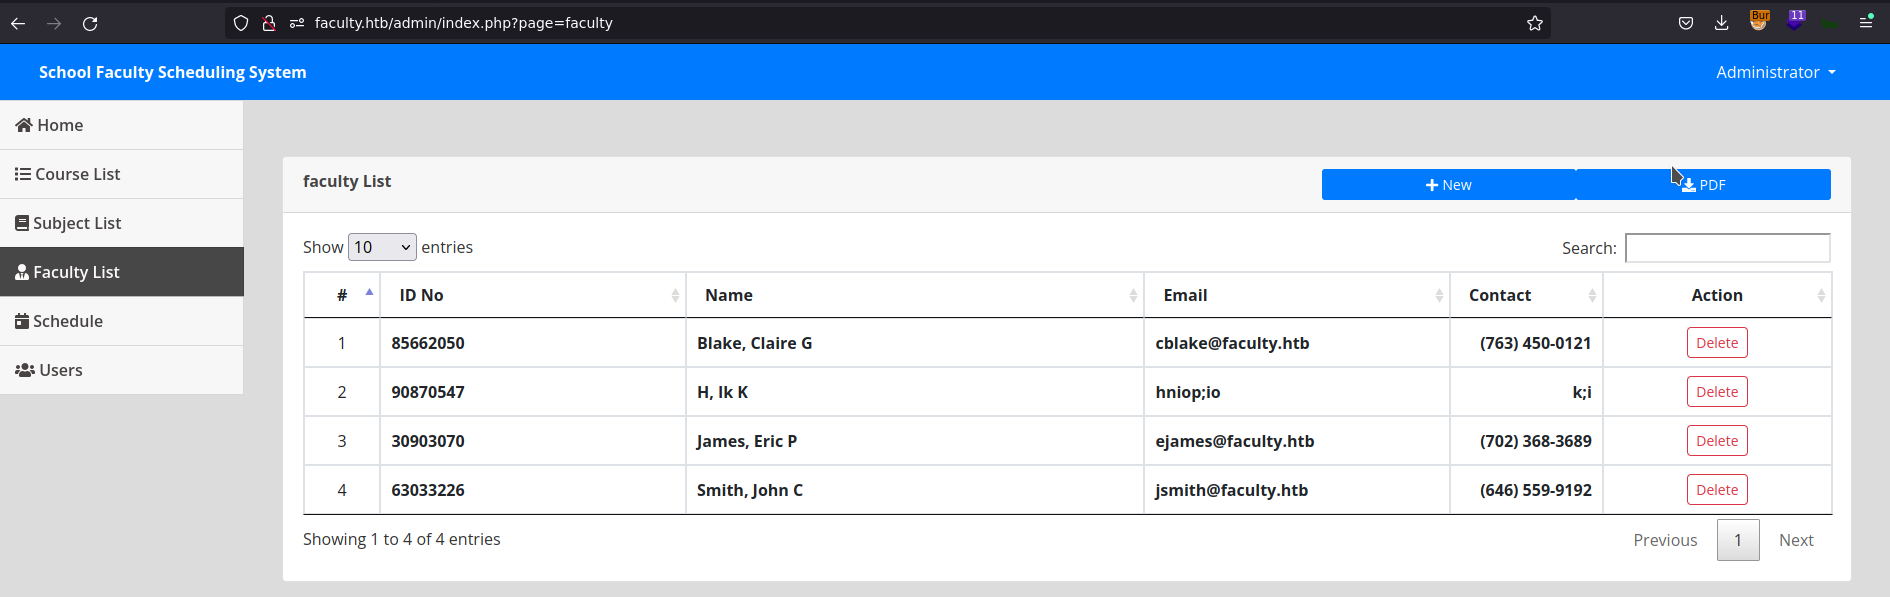 faculty.htb/admin/index.php?page=faculty
Bur
11
School Faculty Scheduling System
Administrator
Home
Course List
Subject List
Faculty List
Schedule
Users
faculty List
New
PDF
Show 10 entries
Search:
# ID No Name Email Contact Action
1 85662050 Blake, Claire G cblake@faculty.htb (763) 450-0121 Delete
2 90870547 H, Ik K hniop;io k;i Delete
3 30903070 James, Eric P ejames@faculty.htb (702) 368-3689 Delete
4 63033226 Smith, John C jsmith@faculty.htb (646) 559-9192 Delete
Showing 1 to 4 of 4 entries
Previous 1 Next